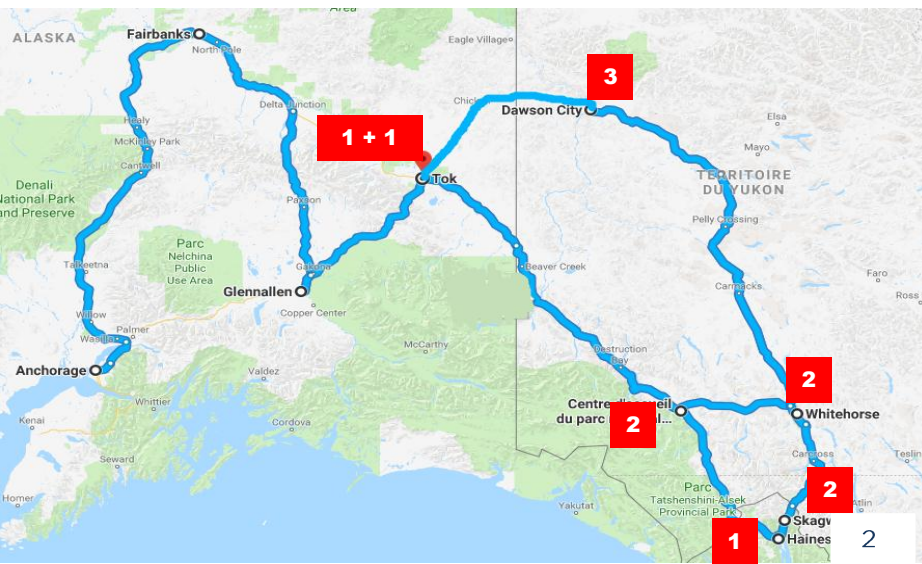 Area
ALASKA
Fairbanks
North Pole
Eagle Village
3
Delta Junction
Chick
Dawson City
Elsa
1 + 1
Healy
McKinley Park
Mayo
Cantwell
Tok
TERRITOIRE
DU YUKON
Denali
National Park
and Preserve
Paxson
Pelly Crossing
Parc
Nelchina
Public
Use Area
Talkeetna
Gakona
Beaver Creek
Faro
Glennallen
Carmacks
Ross
Copper Center
Willow
Palmer
McCarthy
Destruction
Bay
Wasilla
Anchorage
Valdez
2
Whittier
Centre d'accueil
du parc
2
Whitehorse
Kenai
Cordova
Seward
Carcross
Teslin
2
Parc
Tatshenshini-Alsek
Provincial Park
Homer
Yakutat
Atlin
Skagw
1
Haines
2